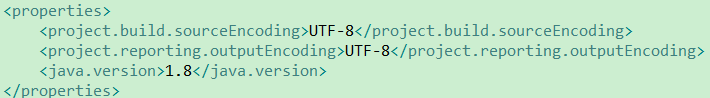 <properties>
    <project.build.sourceEncoding>UTF-8</project.build.sourceEncoding>
    <project.reporting.outputEncoding>UTF-8</project.reporting.outputEncoding>
    <java.version>1.8</java.version>
</properties>